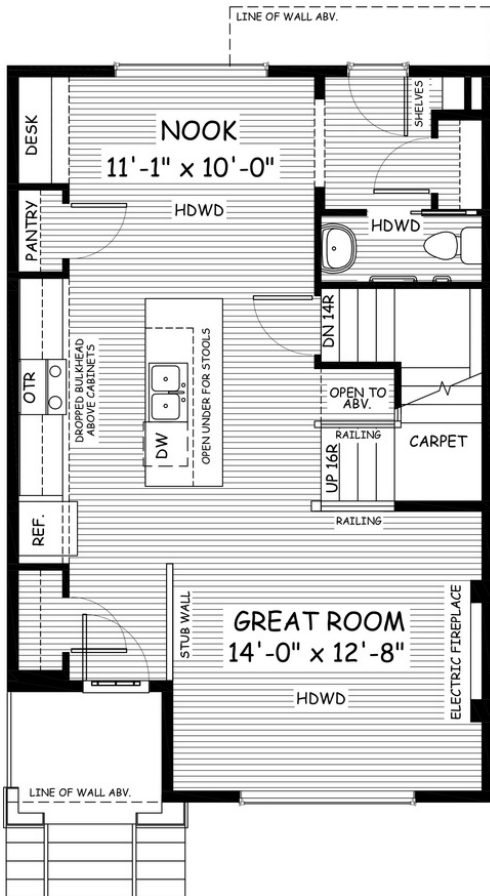 LINE OF WALL ABV.
DESK
NOOK
11'-1" x 10'-0"
HDWD
SHELVES
PANTRY
HDWD
DN 14R
OTR
DROPPED BULKHEAD
ABOVE CABINETS
OPEN UNDER FOR STOOLS
DW
OPEN TO
ABV.
RAILING
UP 16R
CARPET
RAILING
REF.
STUB WALL
GREAT ROOM
14'-0" x 12'-8"
HDWD
ELECTRIC FIREPLACE
LINE OF WALL ABV.